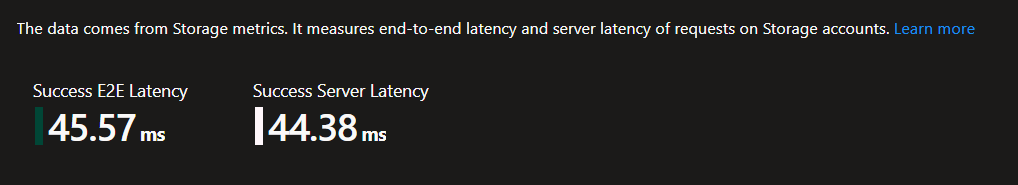 The data comes from Storage metrics. It measures end-to-end latency and server latency of requests on Storage accounts. Learn more
Success E2E Latency
45.57 ms
Success Server Latency
44.38 ms